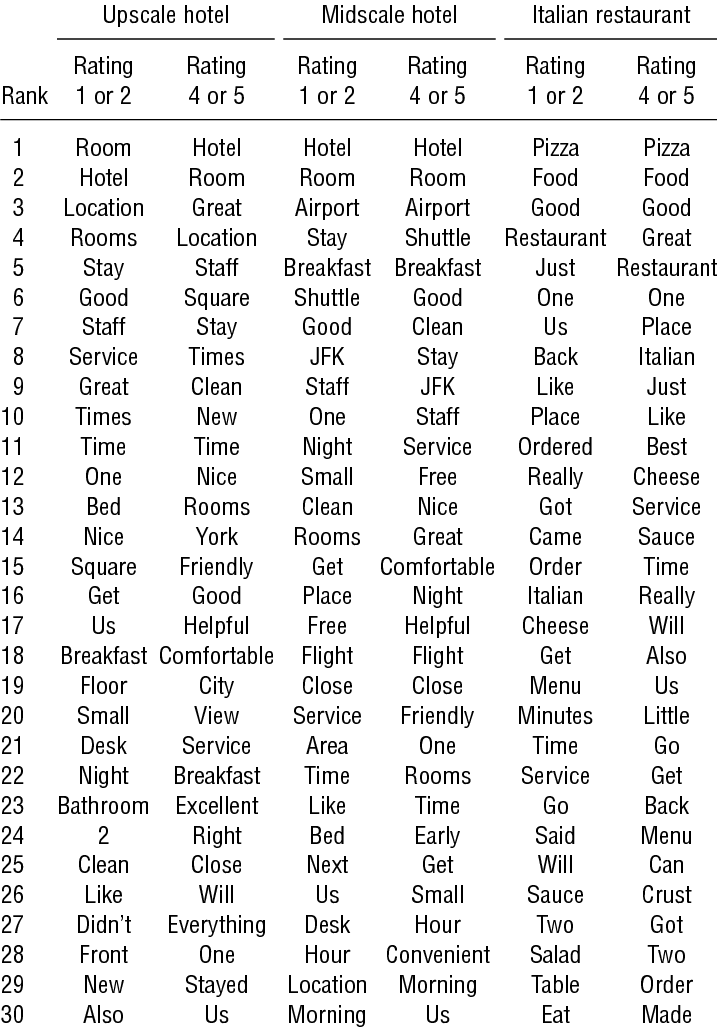 Upscale hotel Midscale hotel Italian restaurant
Rating Rating Rating Rating Rating Rating
Rank 1 or 2 4 or 5 1 or 2 4 or 5 1 or 2 4 or 5
1 Room Hotel Hotel Hotel Pizza Pizza
2 Hotel Room Room Room Food Food
3 Location Great Airport Airport Good Good
4 Rooms Location Stay Shuttle Restaurant Great
5 Stay Staff Breakfast Breakfast Just Restaurant
6 Good Square Shuttle Good One One
7 Staff Stay Good Clean Us Place
8 Service Times JFK Stay Back Italian
9 Great Clean Staff JFK Like Just
10 Times New One Staff Place Like
11 Time Time Night Service Ordered Best
12 One Nice Small Free Really Cheese
13 Bed Rooms Clean Nice Got Service
14 Nice York Rooms Great Came Sauce
15 Square Friendly Get Comfortable Order Time
16 Get Good Place Night Italian Really
17 Us Helpful Free Helpful Cheese Will
18 Breakfast Comfortable Flight Flight Get Also
19 Floor City Close Close Menu Us
20 Small View Service Friendly Minutes Little
21 Desk Service Area One Time Go
22 Night Breakfast Time Rooms Service Get
23 Bathroom Excellent Like Time Go Back
24 2 Right Bed Early Said Menu
25 Clean Close Next Get Will Can
26 Like Will Us Small Sauce Crust
27 Didn't Everything Desk Hour Two Got
28 Front One Hour Convenient Salad Two
29 New Stayed Location Morning Table Order
30 Also Us Morning Us Eat Made